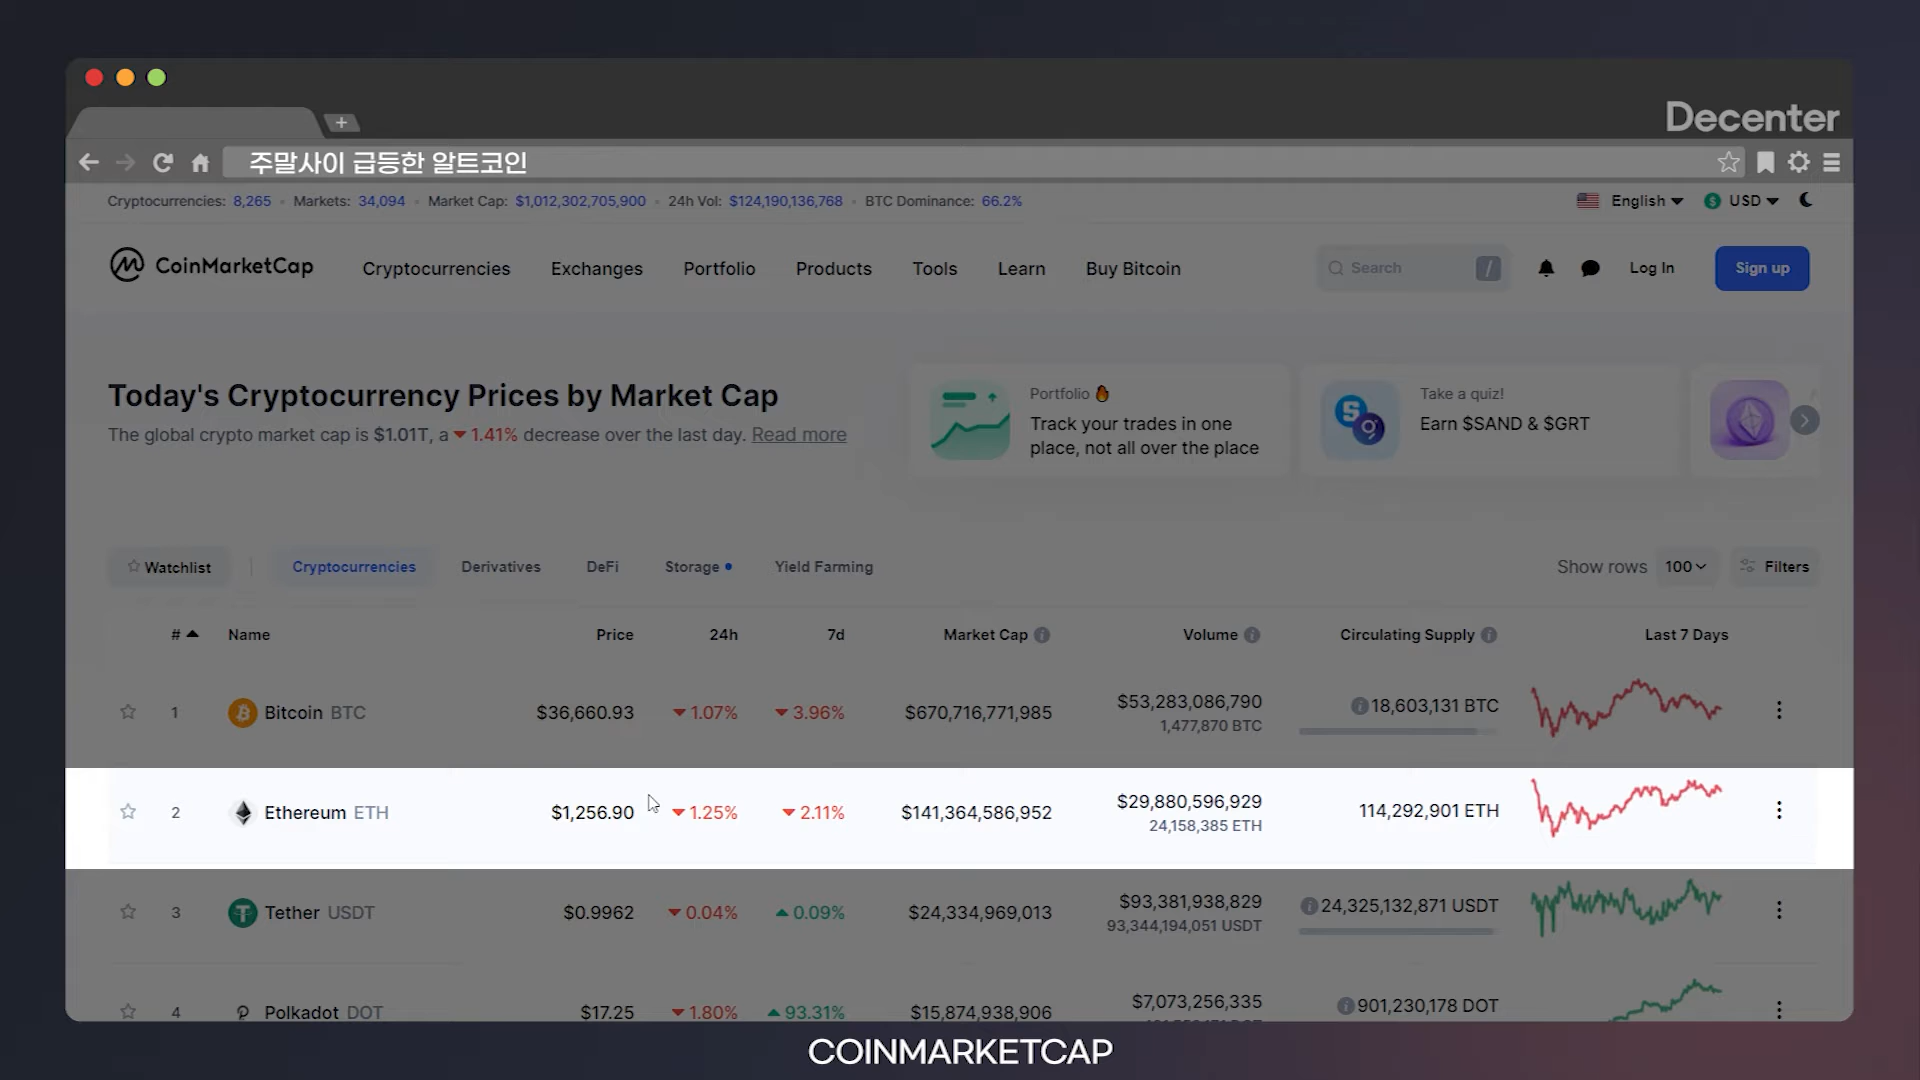 Decenter
주말사이 급등한 알트코인
Cryptocurrencies: 8,265 Markets: 34,094 Market Cap: $1,012,302,705,900 24h Vol: $124,190,136,768 BTC Dominance: 66.2% English USD
CoinMarketCap Cryptocurrencies Exchanges Portfolio Products Tools Learn Buy Bitcoin Search / Log In Sign up
Today's Cryptocurrency Prices by Market Cap
The global crypto market cap is $1.01T, a 1.41% decrease over the last day. Read more
Portfolio
Track your trades in one
place, not all over the place
Take a quiz!
Earn $SAND & $GRT
Watchlist Cryptocurrencies Derivatives DeFi Storage Yield Farming Show rows 100 Filters
# Name Price 24h 7d Market Cap Volume Circulating Supply Last 7 Days
1 Bitcoin BTC $36,660.93 1.07% 3.96% $670,716,771,985 $53,283,086,790 18,603,131 BTC
1,477,870 BTC
2 Ethereum ETH $1,256.90 1.25% 2.11% $141,364,586,952 $29,880,596,929 114,292,901 ETH
24,158,385 ETH
3 Tether USDT $0.9962 0.04% 0.09% $24,334,969,013 $93,381,938,829 24,325,132,871 USDT
93,344,194,051 USDT
4 Polkadot DOT $17.25 1.80% 93.31% $15,874,938,906 $7,073,256,335 901,230,178 DOT
COINMARKETCAP